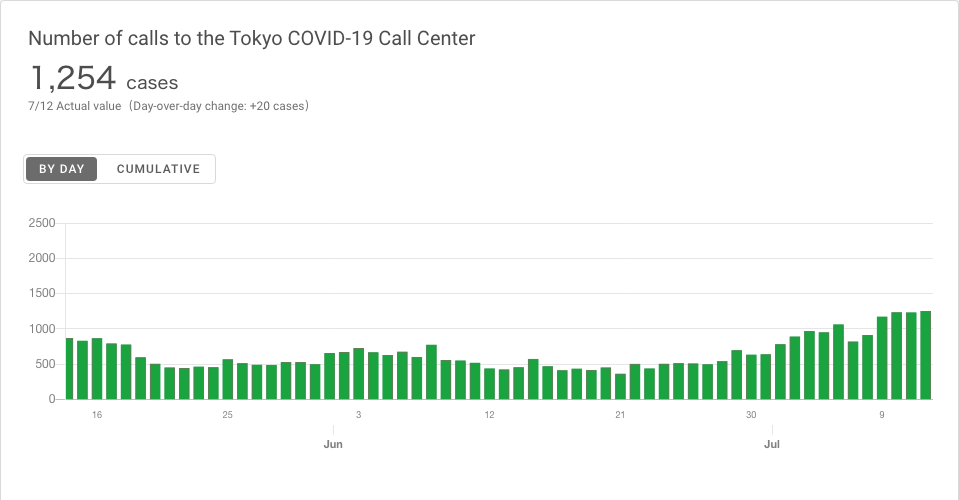 Number of calls to the Tokyo COVID-19 Call Center
1,254 cases
7/12 Actual value（Day-over-day change: +20 cases）
BY DAY CUMULATIVE
2500
2000
1500
1000
500
0
16 25 3 12 21 30 9
Jun Jul